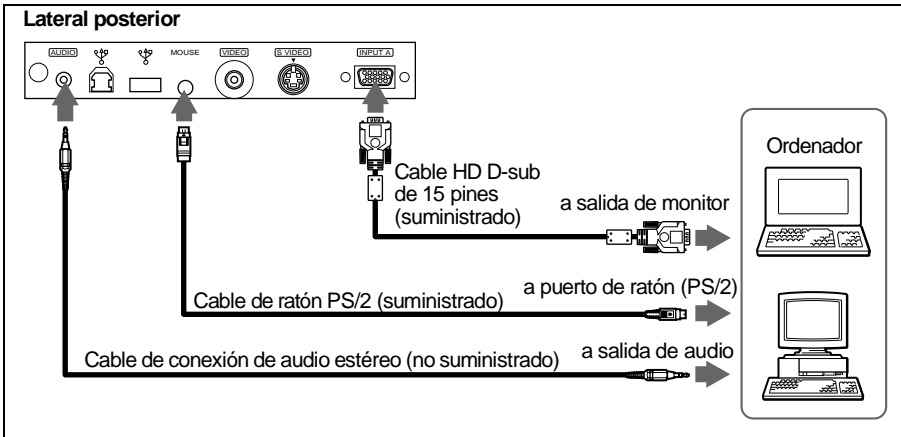 Lateral posterior
AUDIO
MOUSE
VIDEO
S VIDEO
INPUT A
Ordenador
Cable HD D-sub
de 15 pines
(suministrado)
a salida de monitor
Cable de ratón PS/2 (suministrado)
a puerto de ratón (PS/2)
Cable de conexión de audio estéreo (no suministrado)
a salida de audio